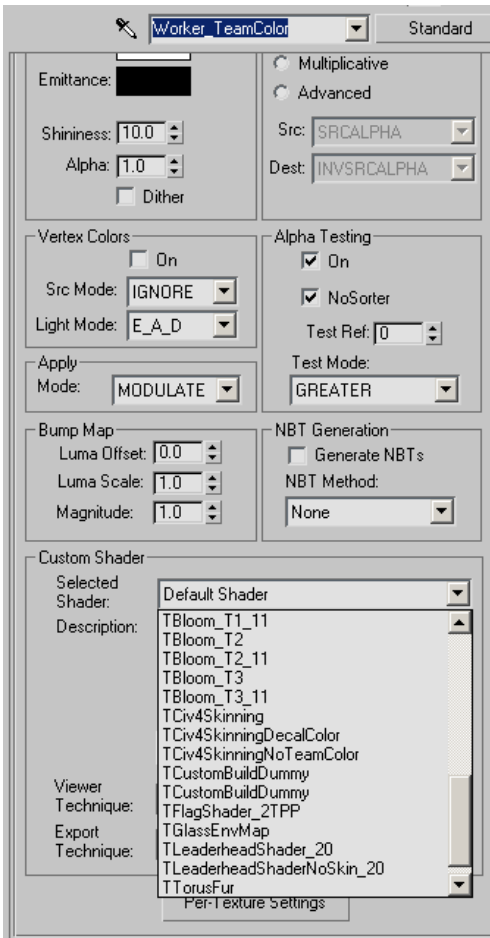 Worker_TeamColor
Standard
Emittance:
Multiplicative
Advanced
Shininess: 10.0
Src: SRCALPHA
Alpha: 1.0
Dest: INVSRCALPHA
Dither
Vertex Colors
On
Src Mode: IGNORE
Light Mode: E_A_D
Alpha Testing
On
NoSorter
Test Ref: 0
Test Mode:
GREATER
Apply
Mode: MODULATE
Bump Map
Luma Offset: 0.0
Luma Scale: 1.0
Magnitude: 1.0
NBT Generation
Generate NBTs
NBT Method:
None
Custom Shader
Selected
Shader:
Default Shader
Description:
TBloom_T1_11
TBloom_T2
TBloom_T2_11
TBloom_T3
TBloom_T3_11
TCiv4Skinning
TCiv4SkinningDecalColor
TCiv4SkinningNoTeamColor
TCustomBuildDummy
TCustomBuildDummy
TFlagShader_2TPP
TGlassEnvMap
TLeaderheadShader_20
TLeaderheadShaderNoSkin_20
TTorusFur
Viewer
Technique:
Export
Technique:
Per-Texture Settings